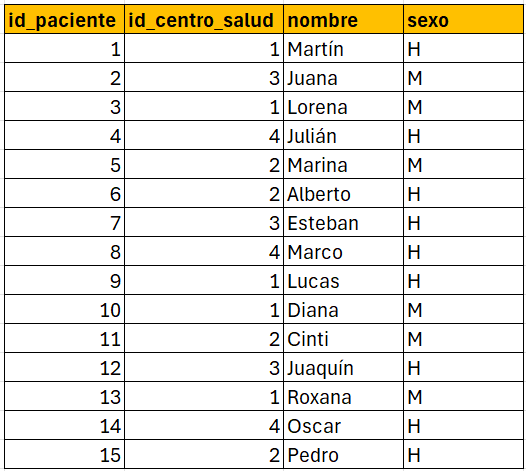 id_paciente id_centro_salud nombre sexo
1 1 Martín H
2 3 Juana M
3 1 Lorena M
4 4 Julián H
5 2 Marina M
6 2 Alberto H
7 3 Esteban H
8 4 Marco H
9 1 Lucas H
10 1 Diana M
11 2 Cinti M
12 3 Juaquín H
13 1 Roxana M
14 4 Oscar H
15 2 Pedro H